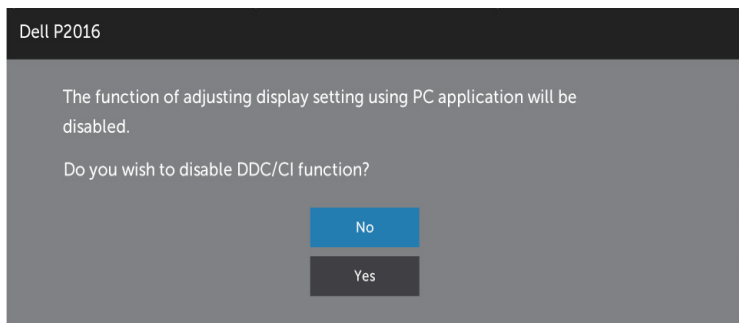 Dell P2016
The function of adjusting display setting using PC application will be
disabled.
Do you wish to disable DDC/CI function?
No
Yes